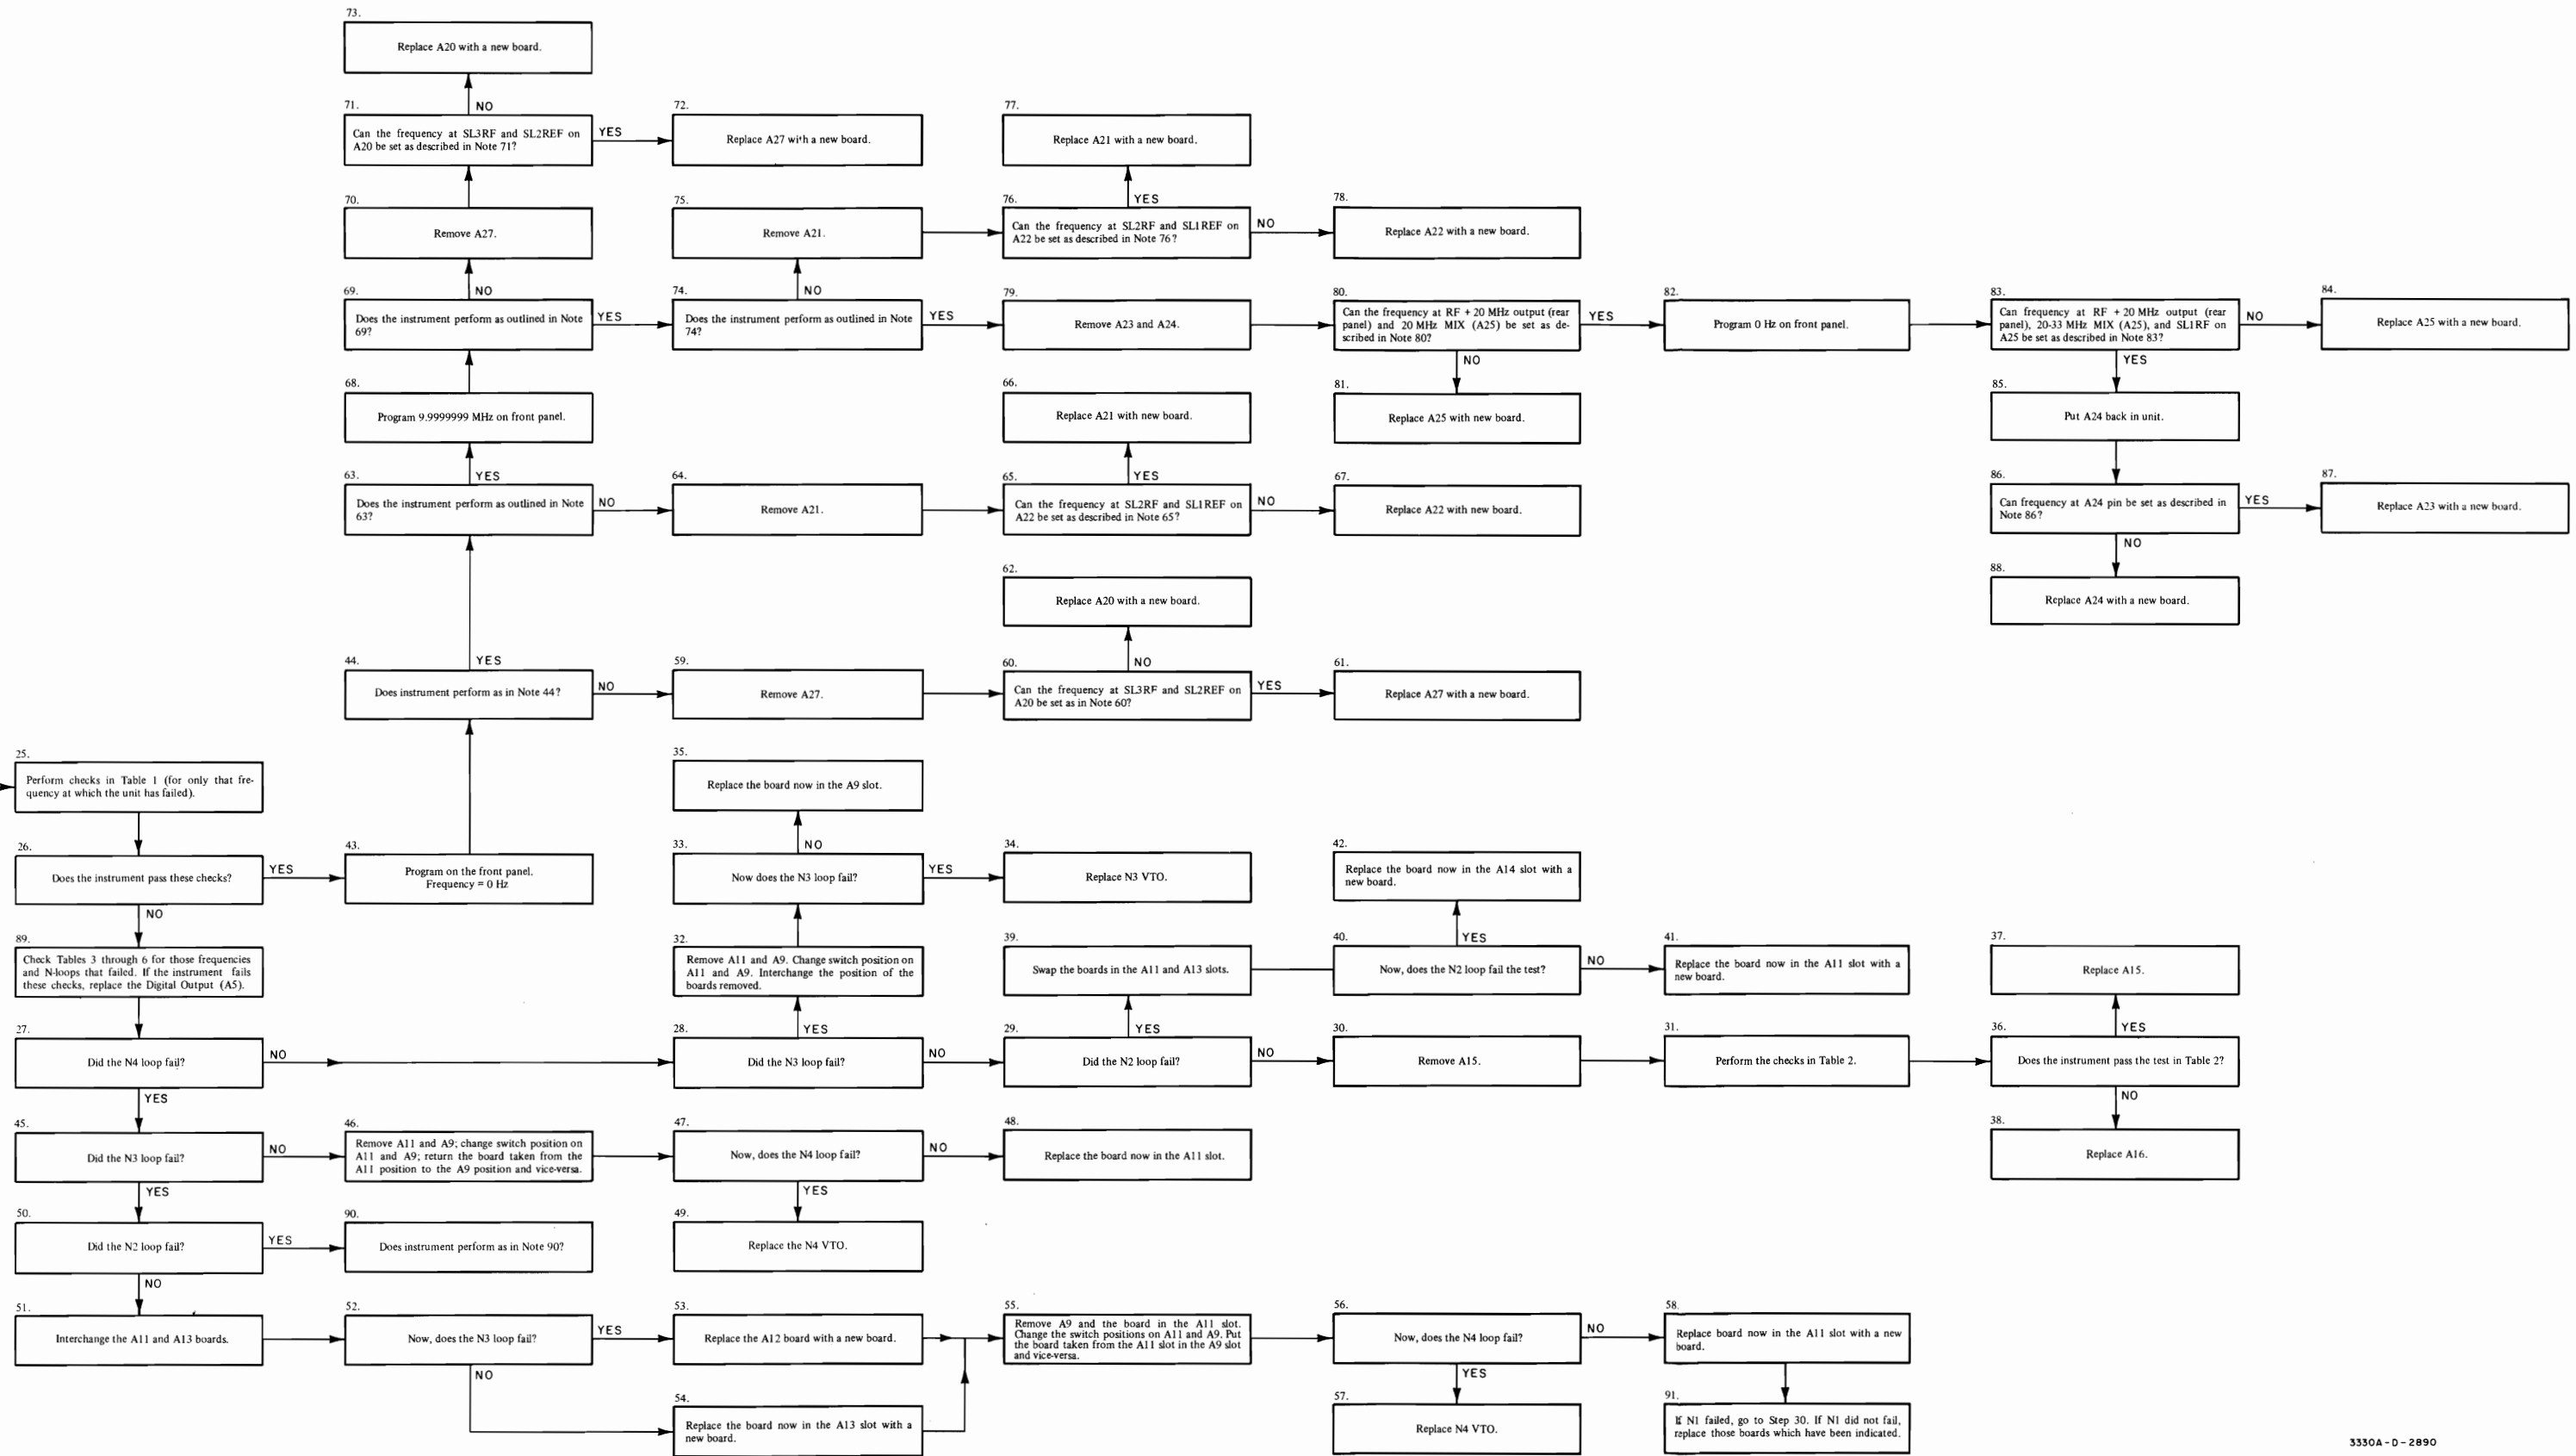 73.
Replace A20 with a new board.
NO
71.
Can the frequency at SL3RF and SL2REF on
A20 be set as described in Note 71?
YES
72.
Replace A27 with a new board.
77.
Replace A21 with a new board.
YES
70.
Remove A27.
75.
Remove A21.
76.
Can the frequency at SL2RF and SL1REF on
A22 be set as described in Note 76?
NO
78.
Replace A22 with a new board.
NO
NO
69.
Does the instrument perform as outlined in Note
69?
YES
74.
Does the instrument perform as outlined in Note
74?
YES
79.
Remove A23 and A24.
80.
Can the frequency at RF + 20 MHz output (rear
panel) and 20 MHz MIX (A25) be set as de-
scribed in Note 80?
YES
82.
Program 0 Hz on front panel.
83.
Can frequency at RF + 20 MHz output (rear
panel), 20-33 MHz MIX (A25), and SL1RF on
A25 be set as described in Note 83?
NO
84.
Replace A25 with a new board.
NO
YES
68.
Program 9.9999999 MHz on front panel.
66.
Replace A21 with new board.
81.
Replace A25 with new board.
85.
Put A24 back in unit.
YES
YES
63.
Does the instrument perform as outlined in Note
63?
NO
64.
Remove A21.
65.
Can the frequency at SL2RF and SL1REF on
A22 be set as described in Note 65?
NO
67.
Replace A22 with new board.
86.
Can frequency at A24 pin be set as described in
Note 86?
YES
87.
Replace A23 with a new board.
NO
62.
Replace A20 with a new board.
88.
Replace A24 with a new board.
YES
NO
44.
Does instrument perform as in Note 44?
NO
59.
Remove A27.
60.
Can the frequency at SL3RF and SL2REF on
A20 be set as in Note 60?
YES
61.
Replace A27 with a new board.
25.
Perform checks in Table 1 (for only that fre-
quency at which the unit has failed).
35.
Replace the board now in the A9 slot.
26.
Does the instrument pass these checks?
YES
43.
Program on the front panel.
Frequency = 0 Hz
NO
33.
Now does the N3 loop fail?
YES
34.
Replace N3 VTO.
42.
Replace the board now in the A14 slot with a
new board.
NO
YES
89.
Check Tables 3 through 6 for those frequencies
and N-loops that failed. If the instrument fails
these checks, replace the Digital Output (A5).
32.
Remove A11 and A9. Change switch position on
A11 and A9. Interchange the position of the
boards removed.
39.
Swap the boards in the A11 and A13 slots.
40.
Now, does the N2 loop fail the test?
NO
41.
Replace the board now in the A11 slot with a
new board.
37.
Replace A15.
YES
YES
YES
27.
Did the N4 loop fail?
NO
28.
Did the N3 loop fail?
NO
29.
Did the N2 loop fail?
NO
30.
Remove A15.
31.
Perform the checks in Table 2.
36.
Does the instrument pass the test in Table 2?
YES
NO
45.
Did the N3 loop fail?
NO
46.
Remove A11 and A9; change switch position on
A11 and A9; return the board taken from the
A11 position to the A9 position and vice-versa.
47.
Now, does the N4 loop fail?
NO
48.
Replace the board now in the A11 slot.
38.
Replace A16.
YES
YES
50.
Did the N2 loop fail?
YES
90.
Does instrument perform as in Note 90?
49.
Replace the N4 VTO.
NO
51.
Interchange the A11 and A13 boards.
52.
Now, does the N3 loop fail?
YES
53.
Replace the A12 board with a new board.
55.
Remove A9 and the board in the A11 slot.
Change the switch positions on A11 and A9. Put
the board taken from the A11 slot in the A9 slot
and vice-versa.
56.
Now, does the N4 loop fail?
NO
58.
Replace board now in the A11 slot with a new
board.
NO
YES
54.
Replace the board now in the A13 slot with a
new board.
57.
Replace N4 VTO.
91.
If N1 failed, go to Step 30. If N1 did not fail,
replace those boards which have been indicated.
3330A-D-2890